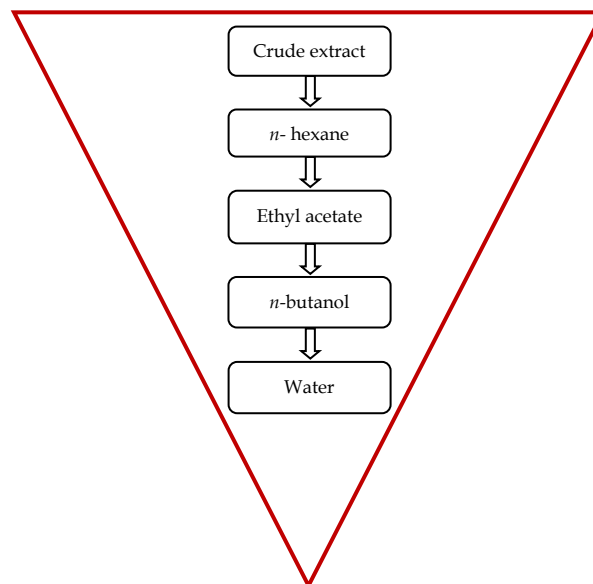 Crude extract
n- hexane
Ethyl acetate
n-butanol
Water